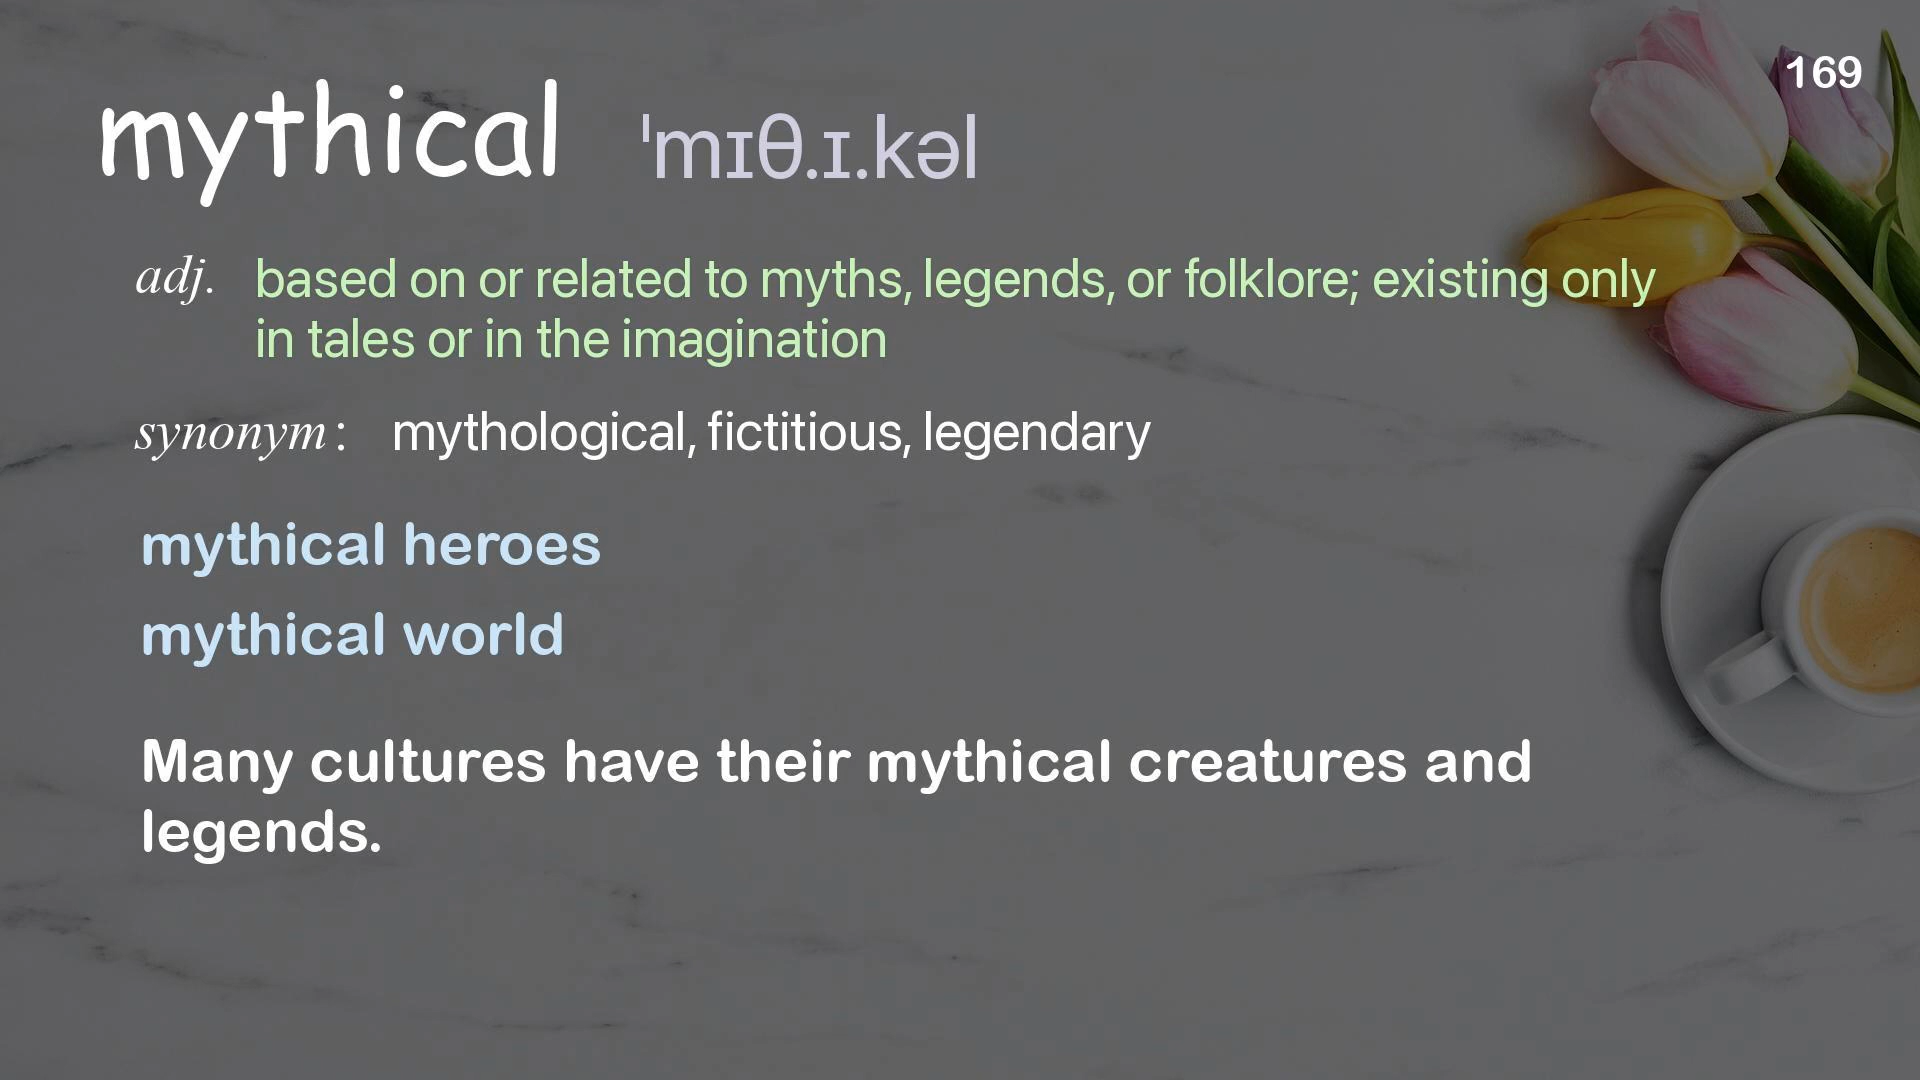 169
mythical ˈmɪθ.ɪ.kəl
adj. based on or related to myths, legends, or folklore; existing only
in tales or in the imagination
synonym: mythological, fictitious, legendary
mythical heroes
mythical world
Many cultures have their mythical creatures and
legends.